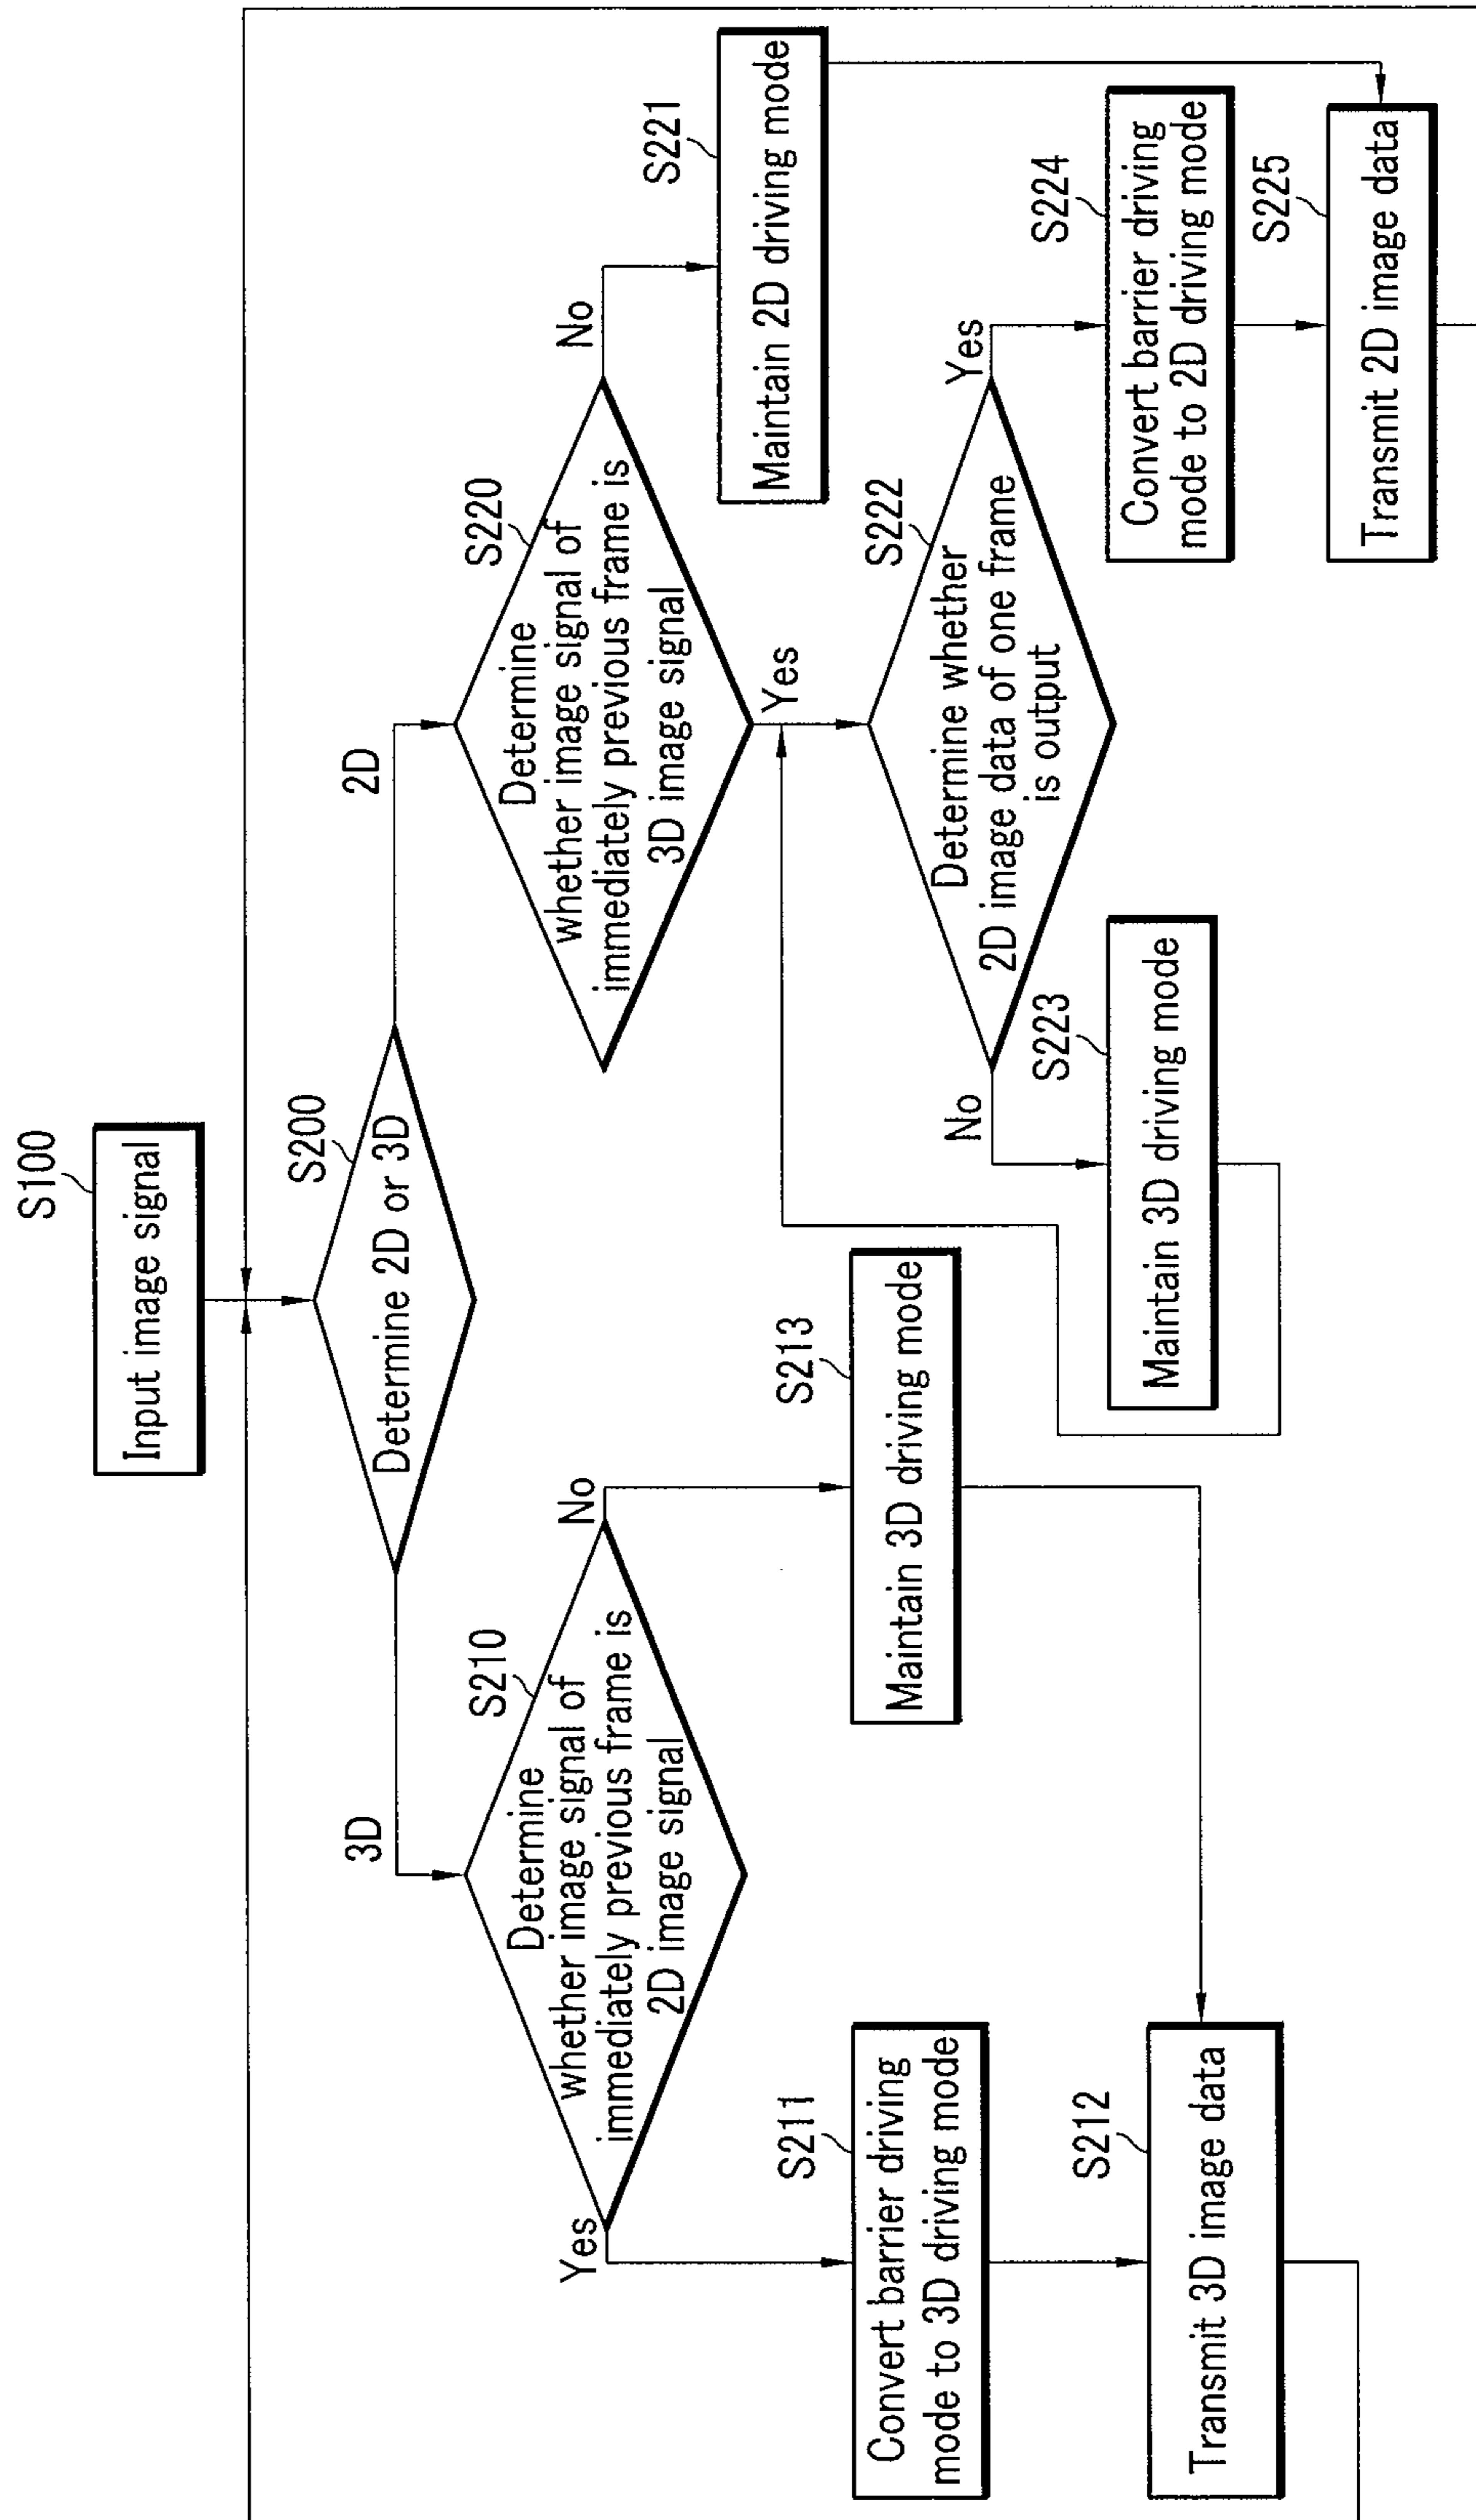 S100
Input image signal
S200
Determine 2D or 3D
3D
2D
S210
Determine
whether image signal of
immediately previous frame is
2D image signal
Yes
No
S211
Convert barrier driving
mode to 3D driving mode
S213
Maintain 3D driving mode
S212
Transmit 3D image data
S220
Determine
whether image signal of
immediately previous frame is
3D image signal
No
Yes
S221
Maintain 2D driving mode
S222
Determine whether
2D image data of one frame
is output
No
Yes
S223
Maintain 3D driving mode
S224
Convert barrier driving
mode to 2D driving mode
S225
Transmit 2D image data